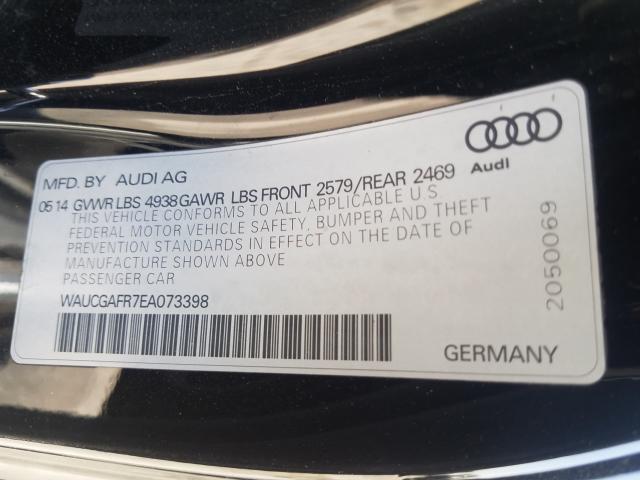 Audi
MFD. BY AUDI AG
05 14 GVWR LBS 4938 GAWR LBS FRONT 2579/REAR 2469
THIS VEHICLE CONFORMS TO ALL APPLICABLE U.S
FEDERAL MOTOR VEHICLE SAFETY, BUMPER AND THEFT
PREVENTION STANDARDS IN EFFECT ON THE DATE OF
MANUFACTURE SHOWN ABOVE
PASSENGER CAR
WAUCGAFR7EA073398
GERMANY
2050069